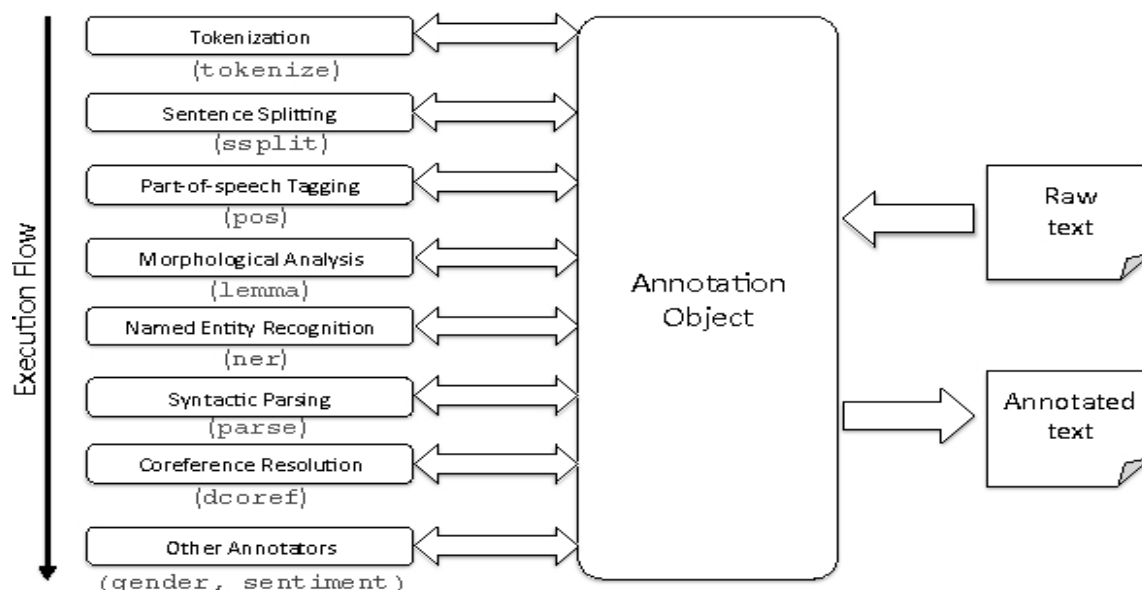 Execution Flow
Tokenization
(tokenize)
Sentence Splitting
(ssplit)
Part-of-speech Tagging
(pos)
Morphological Analysis
(lemma)
Named Entity Recognition
(ner)
Syntactic Parsing
(parse)
Coreference Resolution
(dcoref)
Other Annotators
(gender, sentiment)
Annotation
Object
Raw
text
Annotated
text